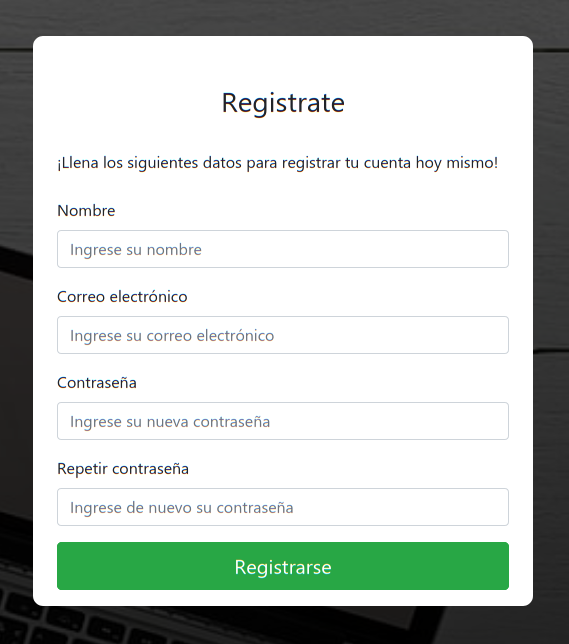 Registrate
¡Llena los siguientes datos para registrar tu cuenta hoy mismo!
Nombre
Ingrese su nombre
Correo electrónico
Ingrese su correo electrónico
Contraseña
Ingrese su nueva contraseña
Repetir contraseña
Ingrese de nuevo su contraseña
Registrarse